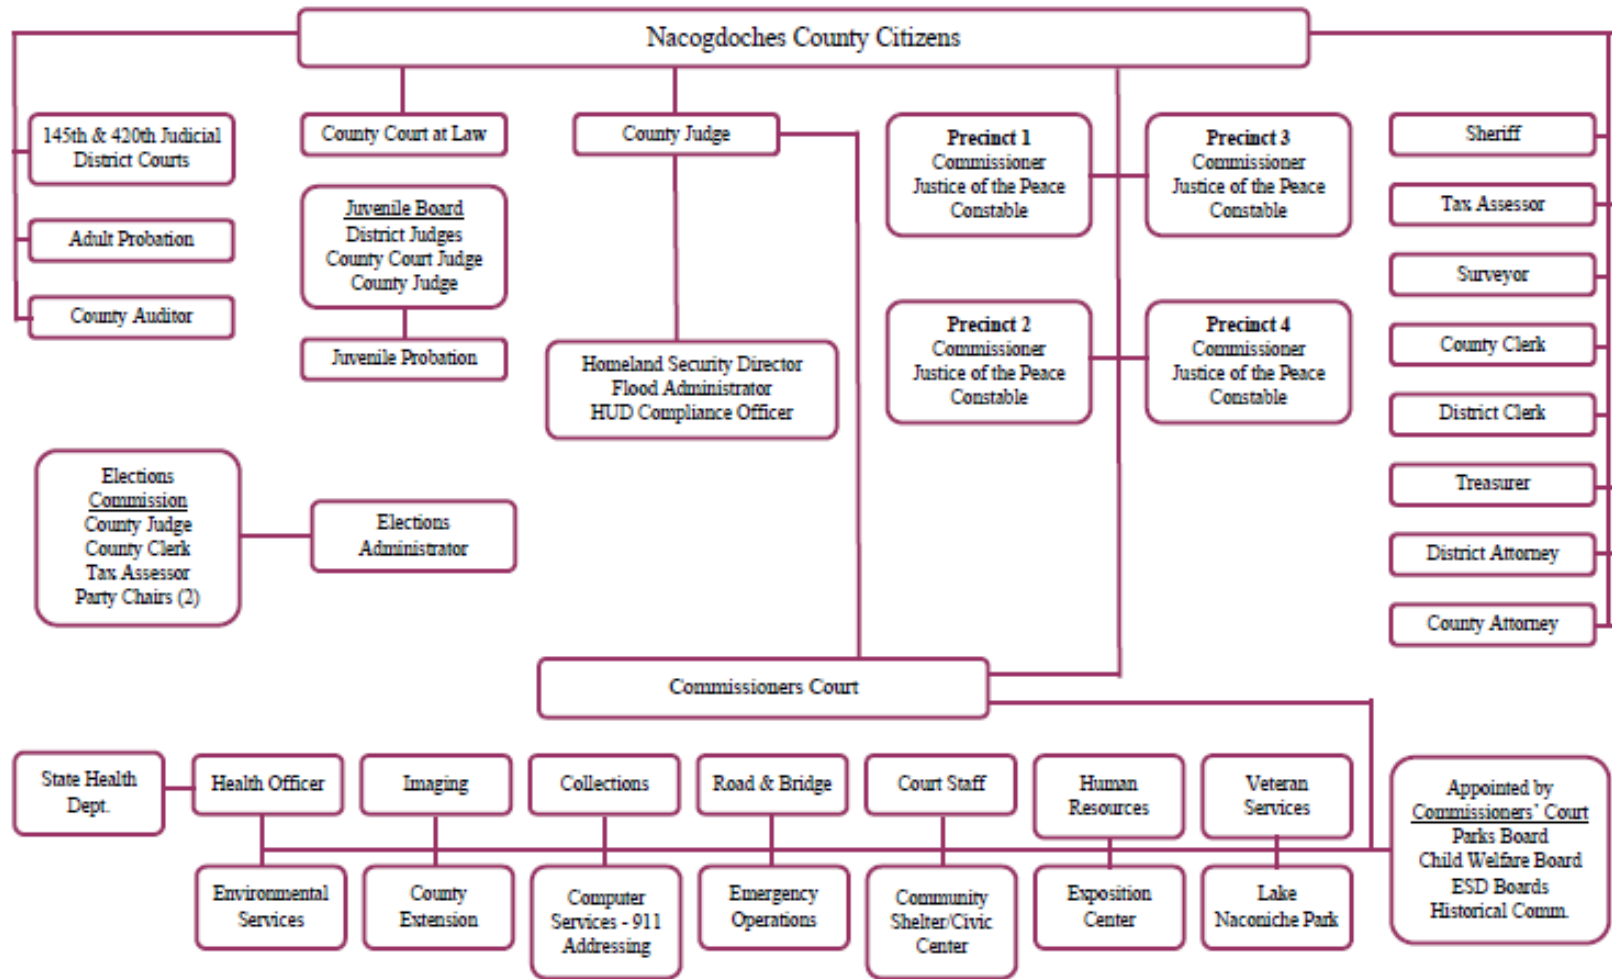 Nacogdoches County Citizens
145th & 420th Judicial
District Courts
Adult Probation
County Auditor
County Court at Law
Juvenile Board
District Judges
County Court Judge
County Judge
Juvenile Probation
County Judge
Homeland Security Director
Flood Administrator
HUD Compliance Officer
Precinct 1
Commissioner
Justice of the Peace
Constable
Precinct 3
Commissioner
Justice of the Peace
Constable
Precinct 2
Commissioner
Justice of the Peace
Constable
Precinct 4
Commissioner
Justice of the Peace
Constable
Sheriff
Tax Assessor
Surveyor
County Clerk
District Clerk
Treasurer
District Attorney
County Attorney
Elections
Commission
County Judge
County Clerk
Tax Assessor
Party Chairs (2)
Elections
Administrator
Commissioners Court
State Health
Dept.
Health Officer
Imaging
Collections
Road & Bridge
Court Staff
Human
Resources
Veteran
Services
Environmental
Services
County
Extension
Computer
Services - 911
Addressing
Emergency
Operations
Community
Shelter/Civic
Center
Exposition
Center
Lake
Naconiche Park
Appointed by
Commissioners' Court
Parks Board
Child Welfare Board
ESD Boards
Historical Comm.